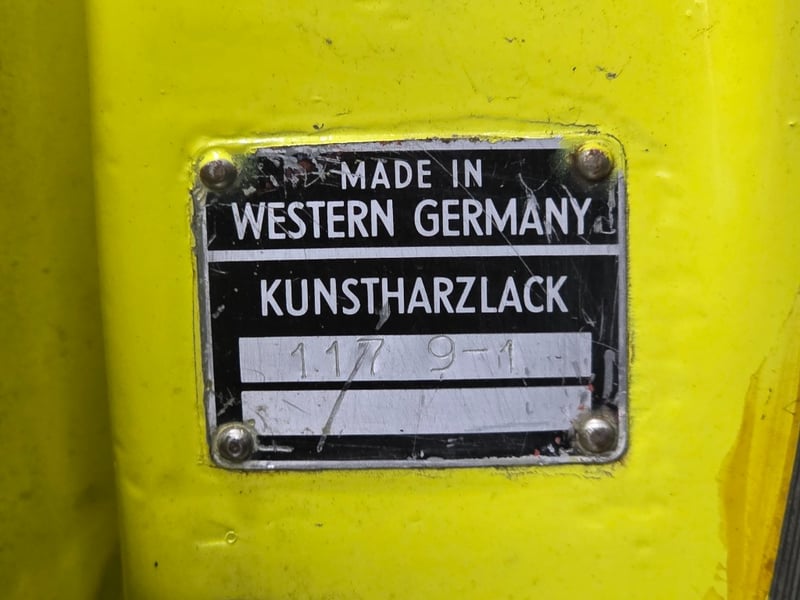 MADE IN
WESTERN GERMANY
KUNSTHARZLACK
117 9-1